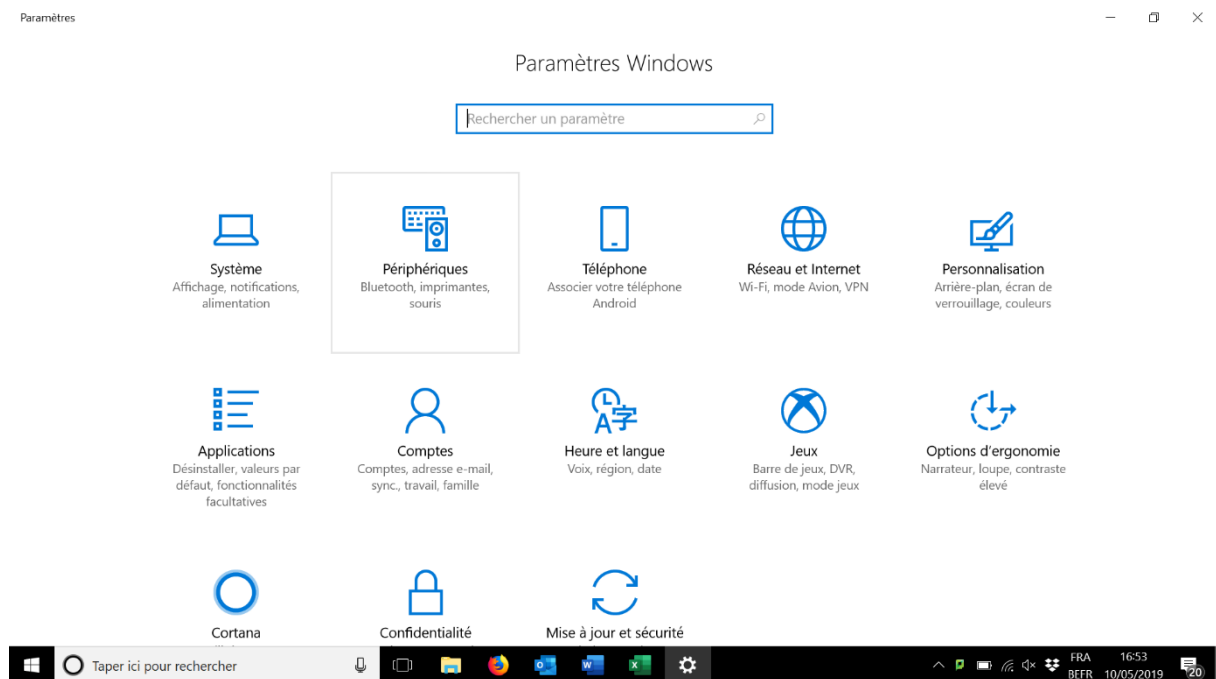 Paramètres
Paramètres Windows
Rechercher un paramètre
Système
Affichage, notifications,
alimentation
Périphériques
Bluetooth, imprimantes,
souris
Téléphone
Associer votre téléphone
Android
Réseau et Internet
Wi-Fi, mode Avion, VPN
Personnalisation
Arrière-plan, écran de
verrouillage, couleurs
Applications
Désinstaller, valeurs par
défaut, fonctionnalités
facultatives
Comptes
Comptes, adresse e-mail,
sync., travail, famille
Heure et langue
Voix, région, date
Jeux
Barre de jeux, DVR,
diffusion, mode jeux
Options d'ergonomie
Narrateur, loupe, contraste
élevé
Cortana
Confidentialité
Mise à jour et sécurité
Taper ici pour rechercher
FRA
BEFR
16:53
10/05/2019
20